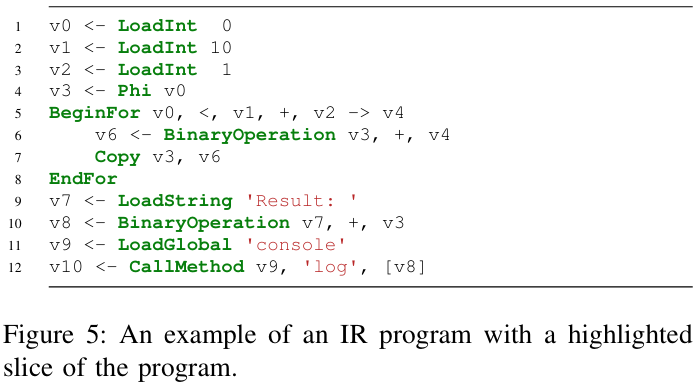 1 v0 <- LoadInt 0
2 v1 <- LoadInt 10
3 v2 <- LoadInt 1
4 v3 <- Phi v0
5 BeginFor v0, <, v1, +, v2 -> v4
6 v6 <- BinaryOperation v3, +, v4
7 Copy v3, v6
8 EndFor
9 v7 <- LoadString 'Result: '
10 v8 <- BinaryOperation v7, +, v3
11 v9 <- LoadGlobal 'console'
12 v10 <- CallMethod v9, 'log', [v8]
Figure 5: An example of an IR program with a highlighted
slice of the program.